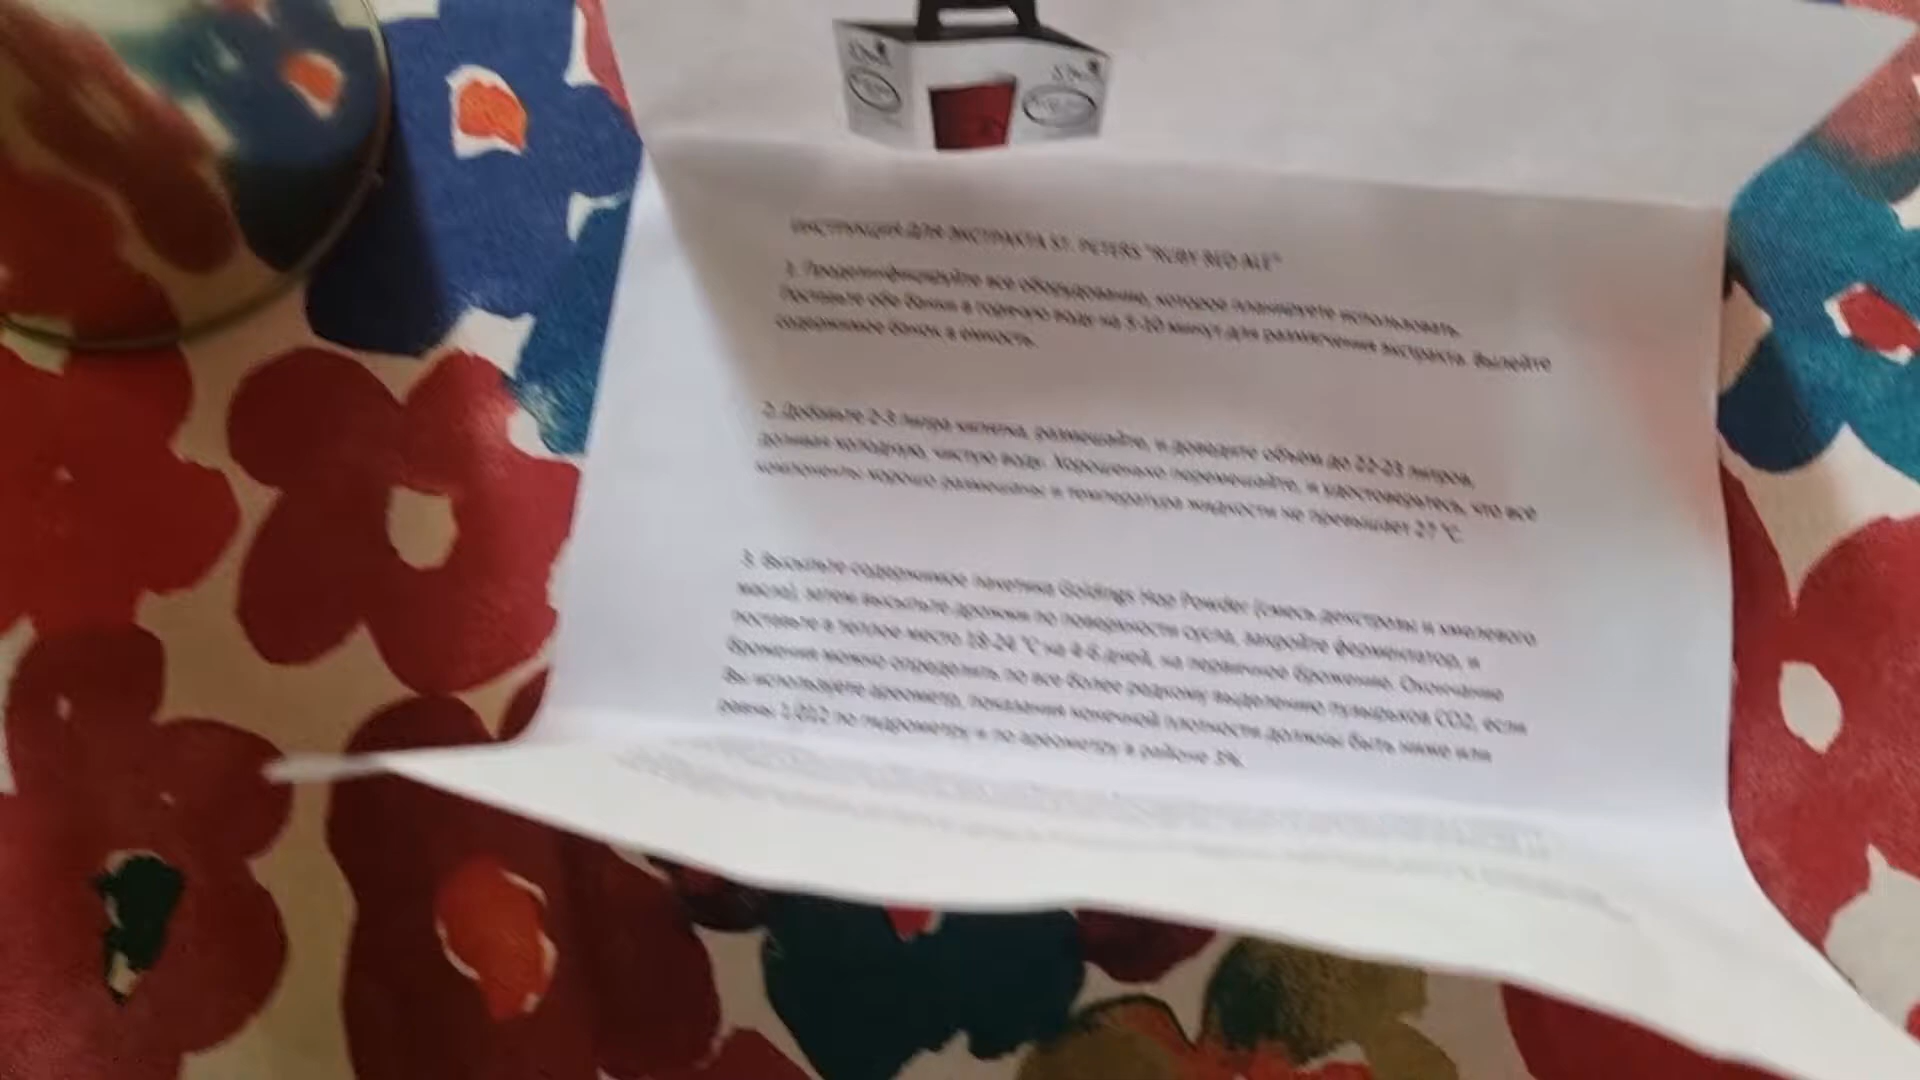 ИНСТРУКЦИЯ ДЛЯ ЭКСТРАКТА ST. PETERS "RUBY RED ALE"
1. Продезинфицируйте все оборудование, которое планируете использовать.
Поставьте обе банки в горячую воду на 5-10 минут для размягчения экстракта. Вылейте
содержимое банок в емкость.
2. Добавьте 2-3 литра кипятка, размешайте, и доведите объем до 22-23 литров,
доливая холодную, чистую воду. Хорошенько перемешайте, и удостоверьтесь, что все
компоненты хорошо размешаны и температура жидкости не превышает 27 °C.
3. Высыпьте содержимое пакетика Goldings Hop Powder (смесь декстрозы и хмелевого
масла), затем высыпьте дрожжи по поверхности сусла, закройте ферментатор, и
поставьте в теплое место 18-24 °C на 4-6 дней, на первичное брожение. Окончание
брожения можно определить по все более редкому выделению пузырьков CO2, если
Вы используете ареометр, показания конечной плотности должны быть ниже или
равны 1.012 по гидрометру и по ареометру в районе 3%.